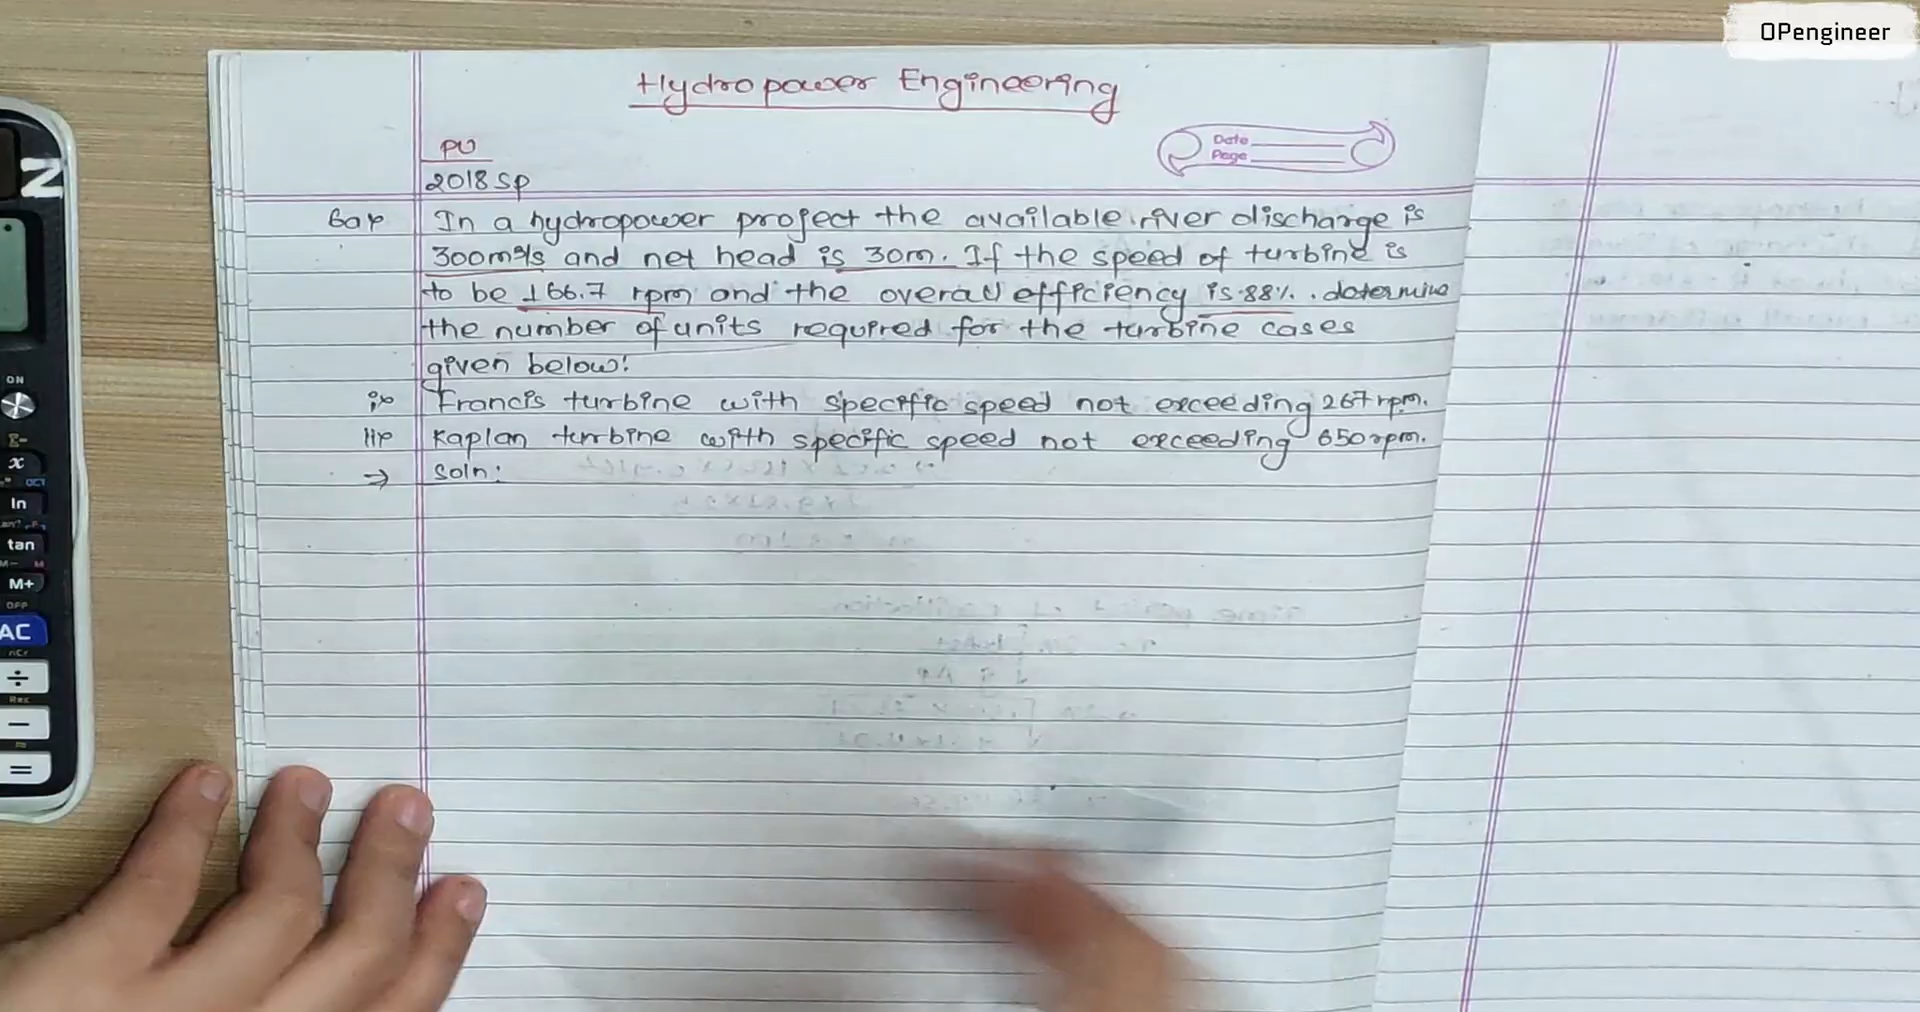 OPengineer
Hydropower Engineering
Date
Page
PU
2018 Sp
6a> In a hydropower project the available river discharge is
300m³/s and net head is 30m. If the speed of turbine is
to be 166.7 rpm and the overall efficiency is 88%. determine
the number of units required for the turbine cases
given below:
i> Francis turbine with specific speed not exceeding 267 rpm.
ii> Kaplan turbine with specific speed not exceeding 650 rpm.
→ Soln:
N
ON
x
OCT
ln
tan
M- M
M+
OFF
AC
nCr
÷
Rec
−
=